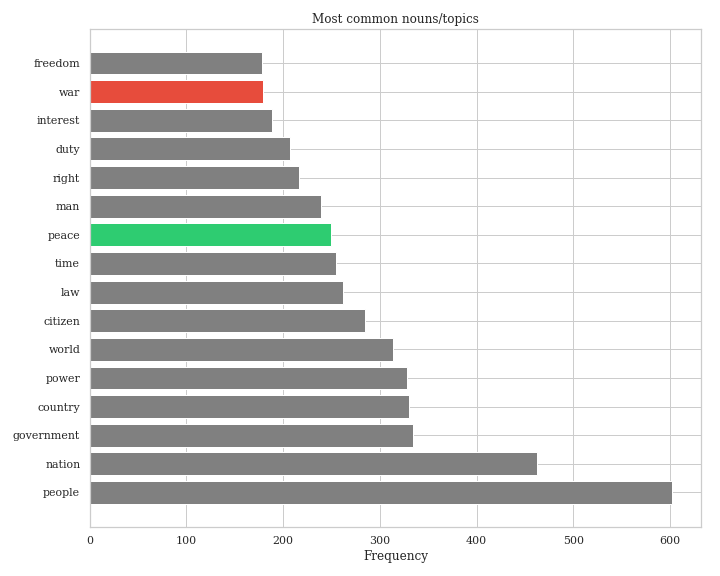 Most common nouns/topics
freedom
war
interest
duty
right
man
peace
time
law
citizen
world
power
country
government
nation
people
0 100 200 300 400 500 600
Frequency